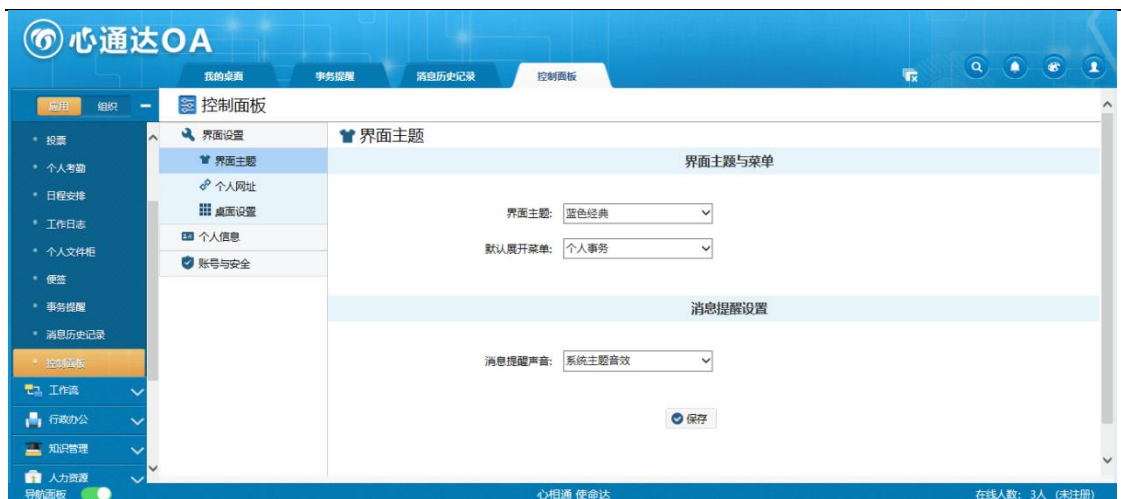 心通达OA
我的桌面 事务提醒 消息历史记录 控制面板
应用 组织
投票
个人考勤
日程安排
工作日志
个人文件柜
便签
事务提醒
消息历史记录
控制面板
工作流
行政办公
知识管理
人力资源
导航面板
控制面板
界面设置
界面主题
个人网址
桌面设置
个人信息
账号与安全
界面主题
界面主题与菜单
界面主题: 蓝色经典
默认展开菜单: 个人事务
消息提醒设置
消息提醒声音: 系统主题音效
保存
心相通 使命达
在线人数: 3人 (未注册)